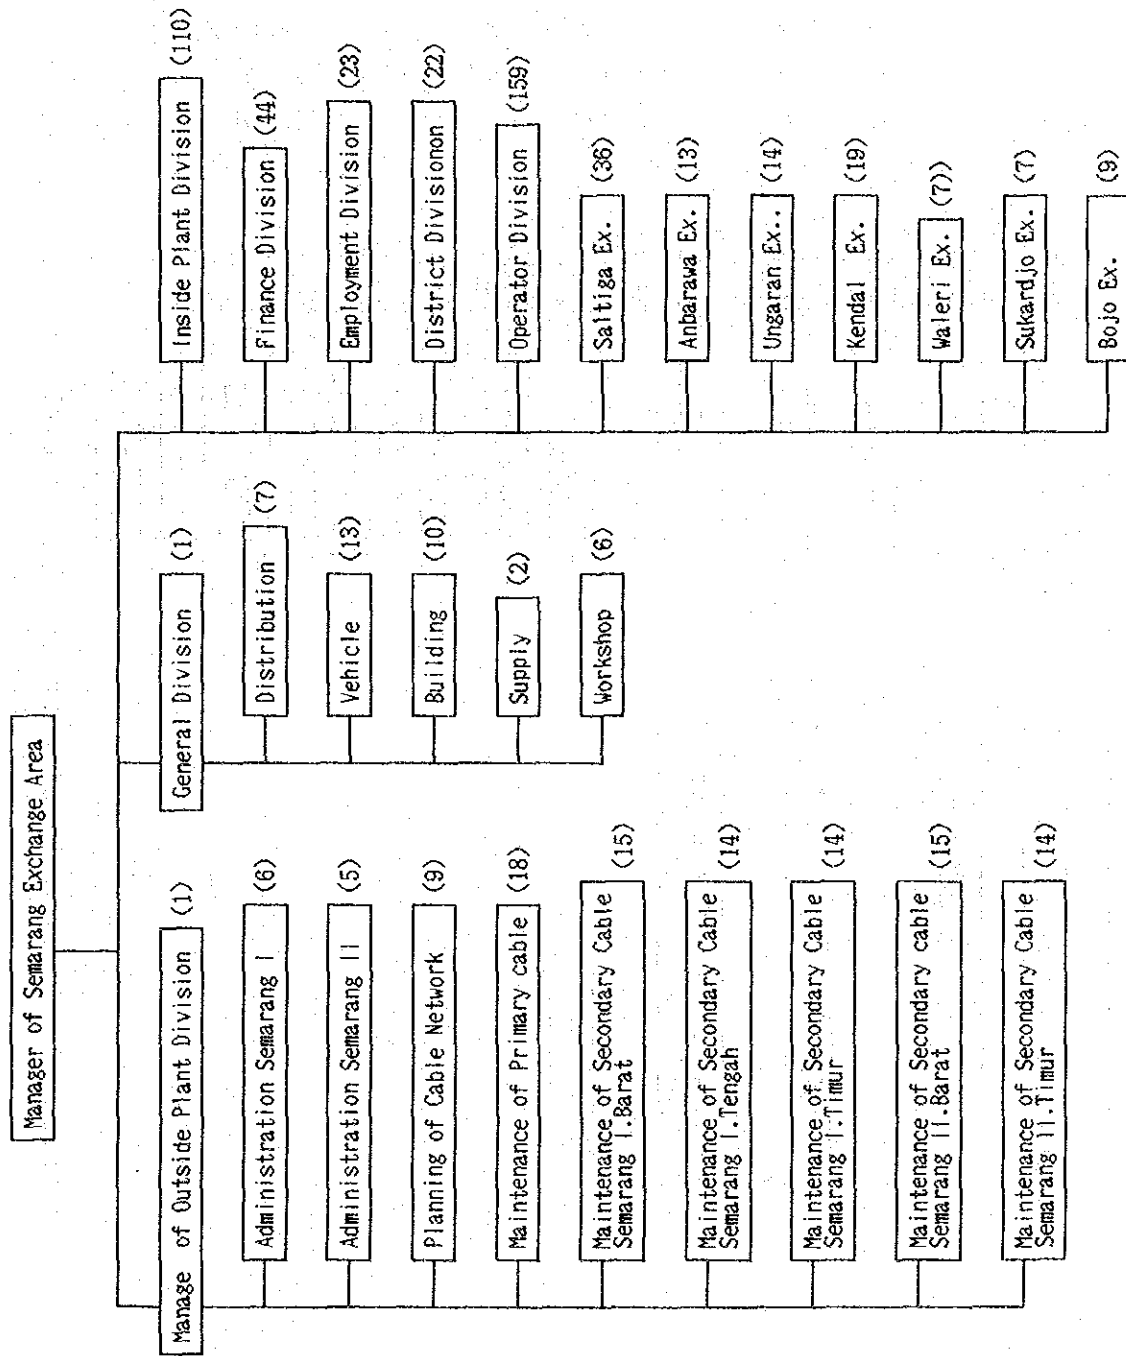 Manager of Semarang Exchange Area
Manage of Outside Plant Division (1)
Administration Semarang I (6)
Administration Semarang II (5)
Planning of Cable Network (9)
Maintenance of Primary cable (18)
Maintenance of Secondary Cable
Semarang I.Barat (15)
Maintenance of Secondary Cable
Semarang I.Tengah (14)
Maintenance of Secondary Cable
Semarang I.Timur (14)
Maintenance of Secondary cable
Semarang II.Barat (15)
Maintenance of Secondary Cable
Semarang II.Timur (14)
General Division (1)
Distribution (7)
Vehicle (13)
Building (10)
Supply (2)
Workshop (6)
Inside Plant Division (110)
Finance Division (44)
Employment Division (23)
District Divisionon (22)
Operator Division (159)
Saltiga Ex. (36)
Anbarawa Ex. (13)
Ungaran Ex.. (14)
Kendal Ex. (19)
Waleri Ex. (7))
Sukardjo Ex. (7)
Bojo Ex. (9)